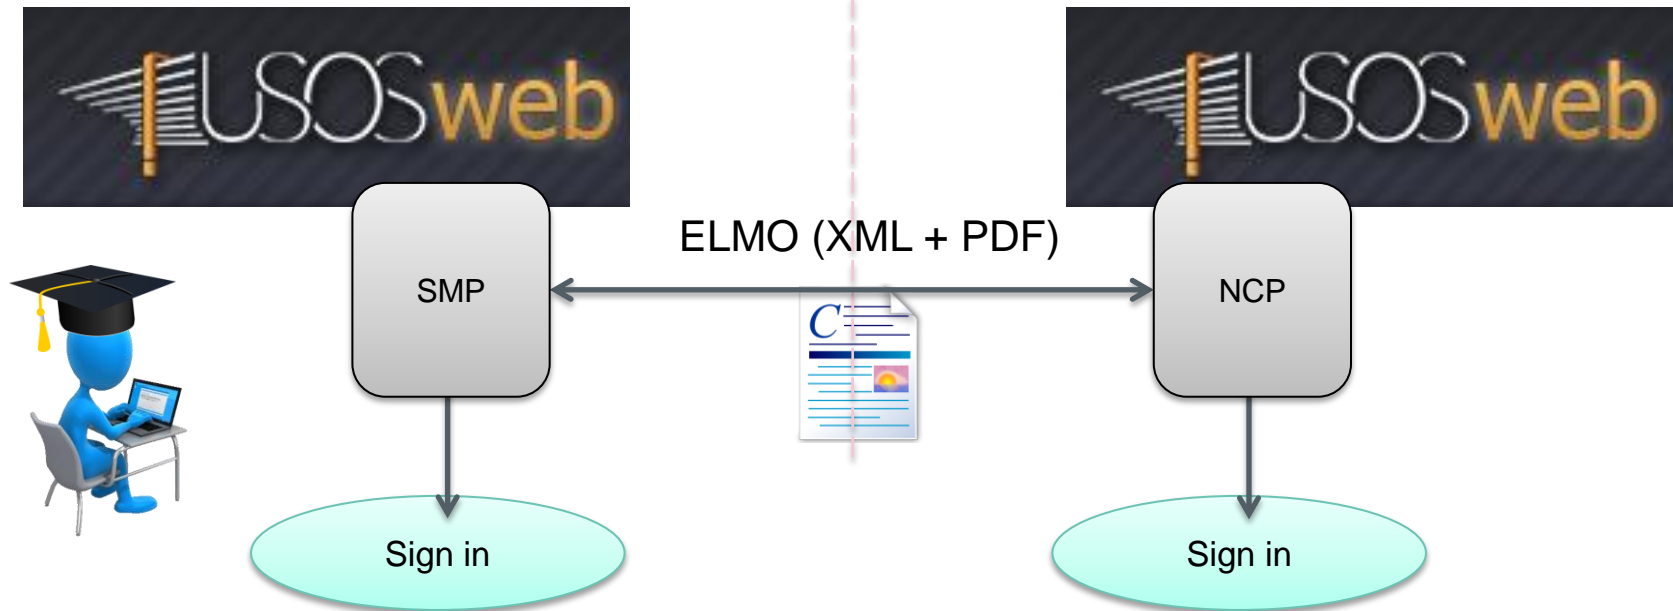 USOSweb
USOSweb
ELMO (XML + PDF)
SMP
NCP
C
Sign in
Sign in